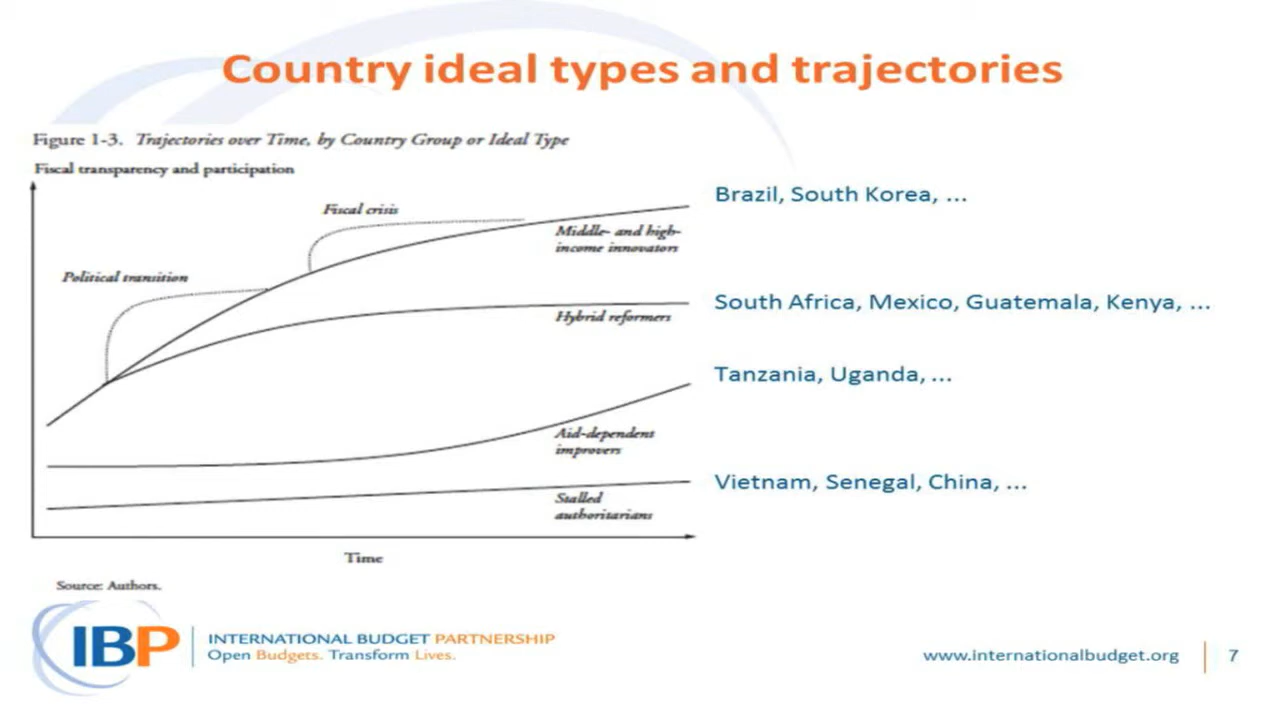 Country ideal types and trajectories
Figure 1-3. Trajectories over Time, by Country Group or Ideal Type
Fiscal transparency and participation
Brazil, South Korea, ...
Fiscal crisis
Middle- and high-
income innovators
Political transition
South Africa, Mexico, Guatemala, Kenya, ...
Hybrid reformers
Tanzania, Uganda, ...
Aid-dependent
improvers
Vietnam, Senegal, China, ...
Stalled
authoritarians
Time
Source: Authors.
IBP
INTERNATIONAL BUDGET PARTNERSHIP
Open Budgets. Transform Lives.
www.internationalbudget.org
7